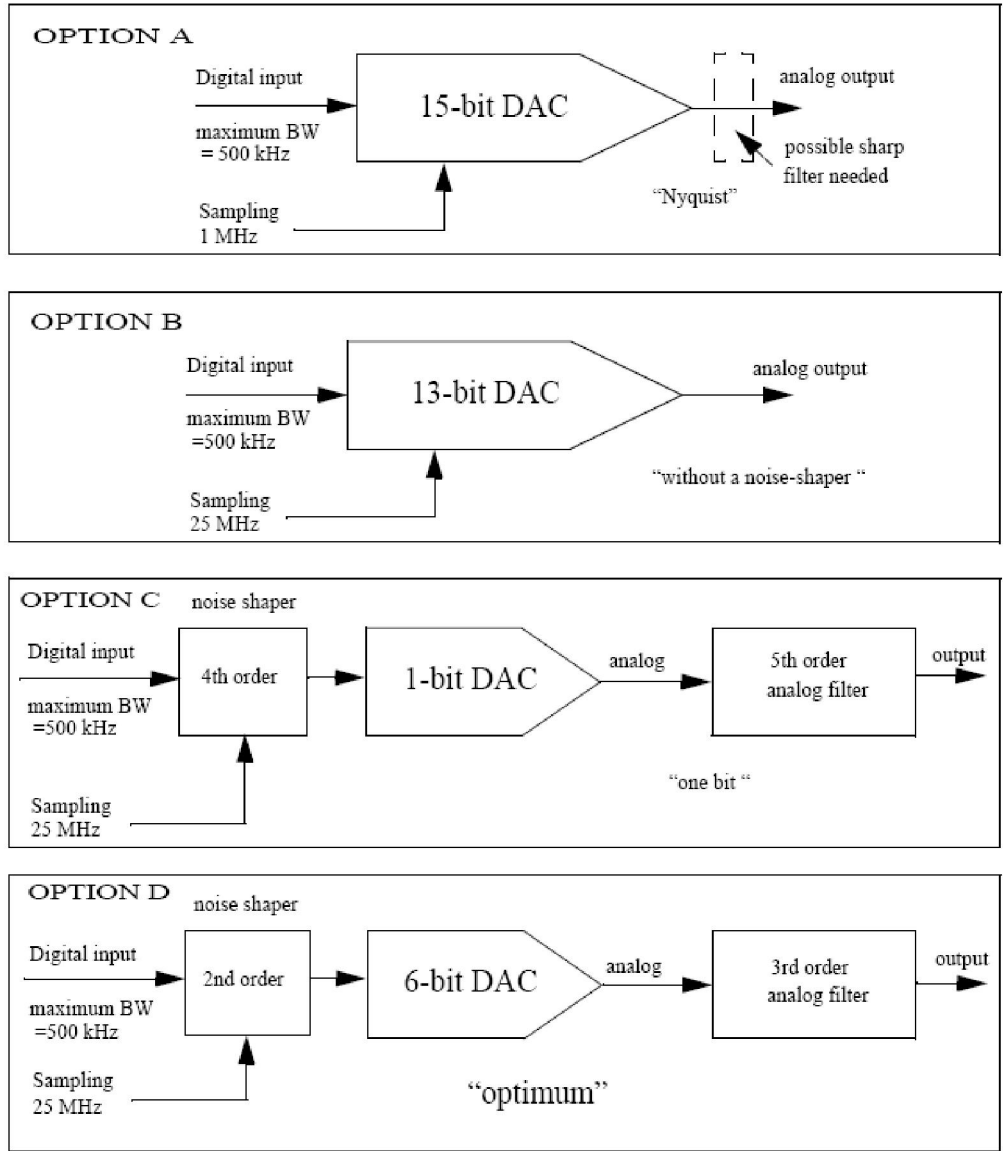 OPTION A
Digital input
maximum BW
= 500 kHz
Sampling
1 MHz
15-bit DAC
analog output
possible sharp
filter needed
“Nyquist”
OPTION B
Digital input
maximum BW
=500 kHz
Sampling
25 MHz
13-bit DAC
analog output
“without a noise-shaper “
OPTION C
noise shaper
Digital input
maximum BW
=500 kHz
Sampling
25 MHz
4th order
1-bit DAC
analog
5th order
analog filter
output
“one bit “
OPTION D
noise shaper
Digital input
maximum BW
=500 kHz
Sampling
25 MHz
2nd order
6-bit DAC
analog
3rd order
analog filter
output
“optimum”